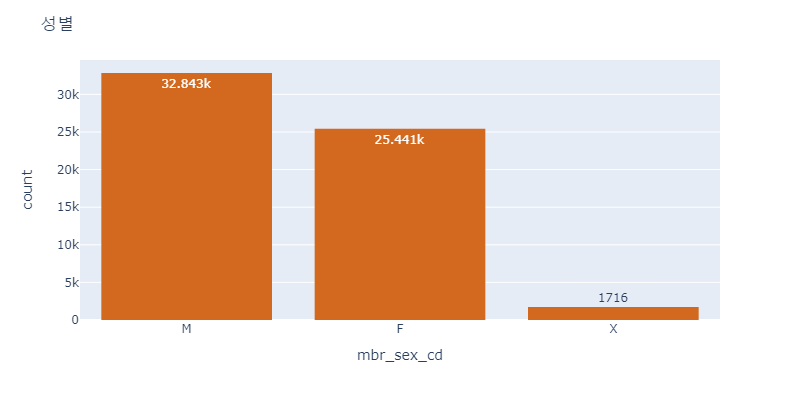 성별
count
30k
25k
20k
15k
10k
5k
0
32.843k
25.441k
1716
M F X
mbr_sex_cd